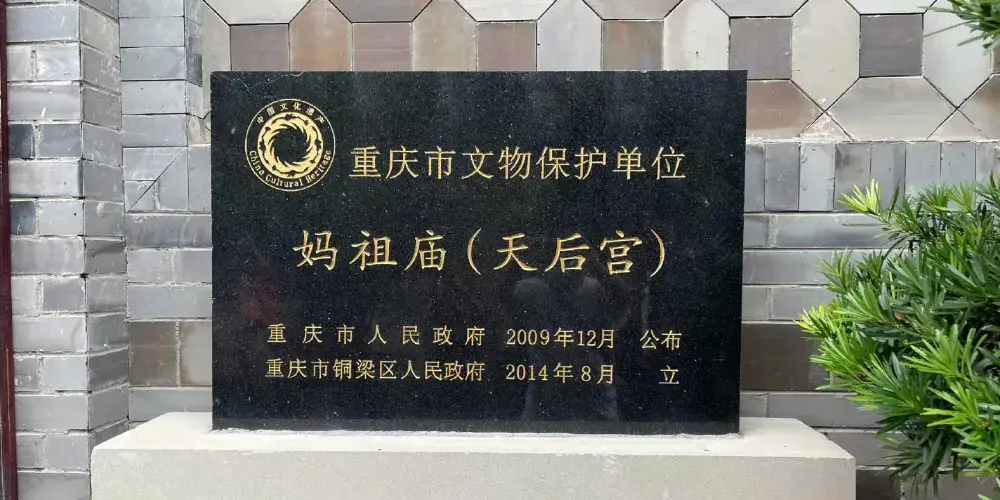 中国文化遗产
China Cultural Heritage
重庆市文物保护单位
妈祖庙（天后宫）
重庆市人民政府 2009年12月 公布
重庆市铜梁区人民政府 2014年8月 立